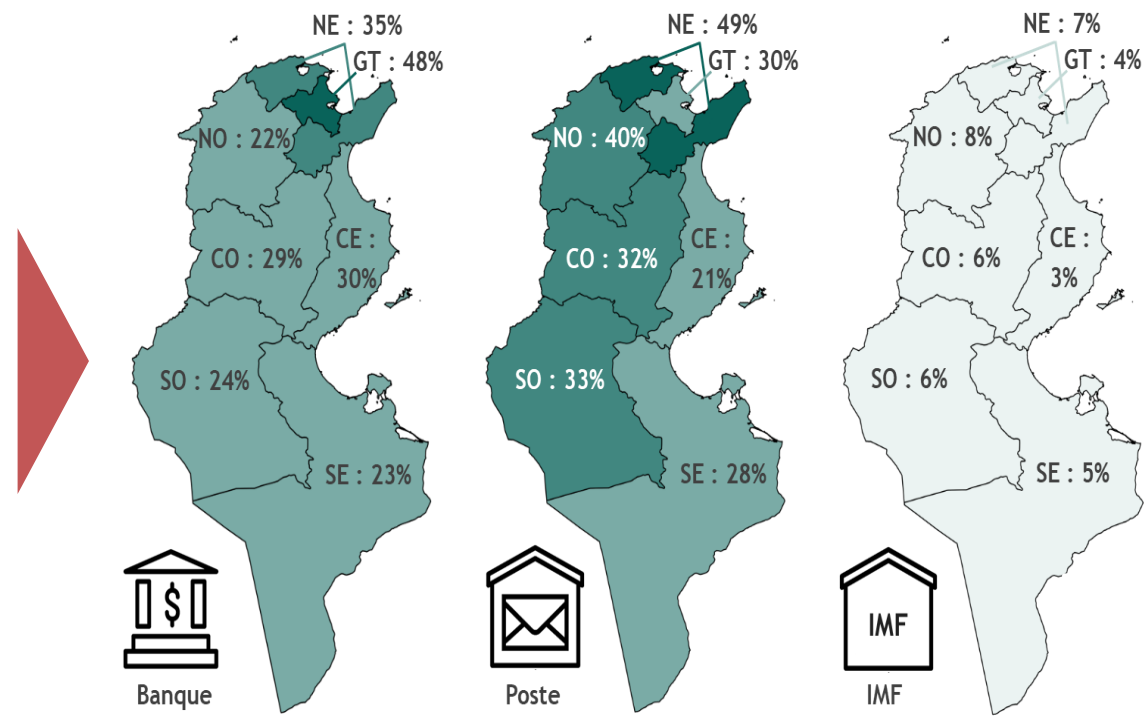 NE : 35%
GT : 48%
NO : 22%
CO : 29%
CE :
30%
SO : 24%
SE : 23%
$
Banque
NE : 49%
GT : 30%
NO : 40%
CO : 32%
CE :
21%
SO : 33%
SE : 28%
Poste
NE : 7%
GT : 4%
NO : 8%
CO : 6%
CE :
3%
SO : 6%
SE : 5%
IMF
IMF